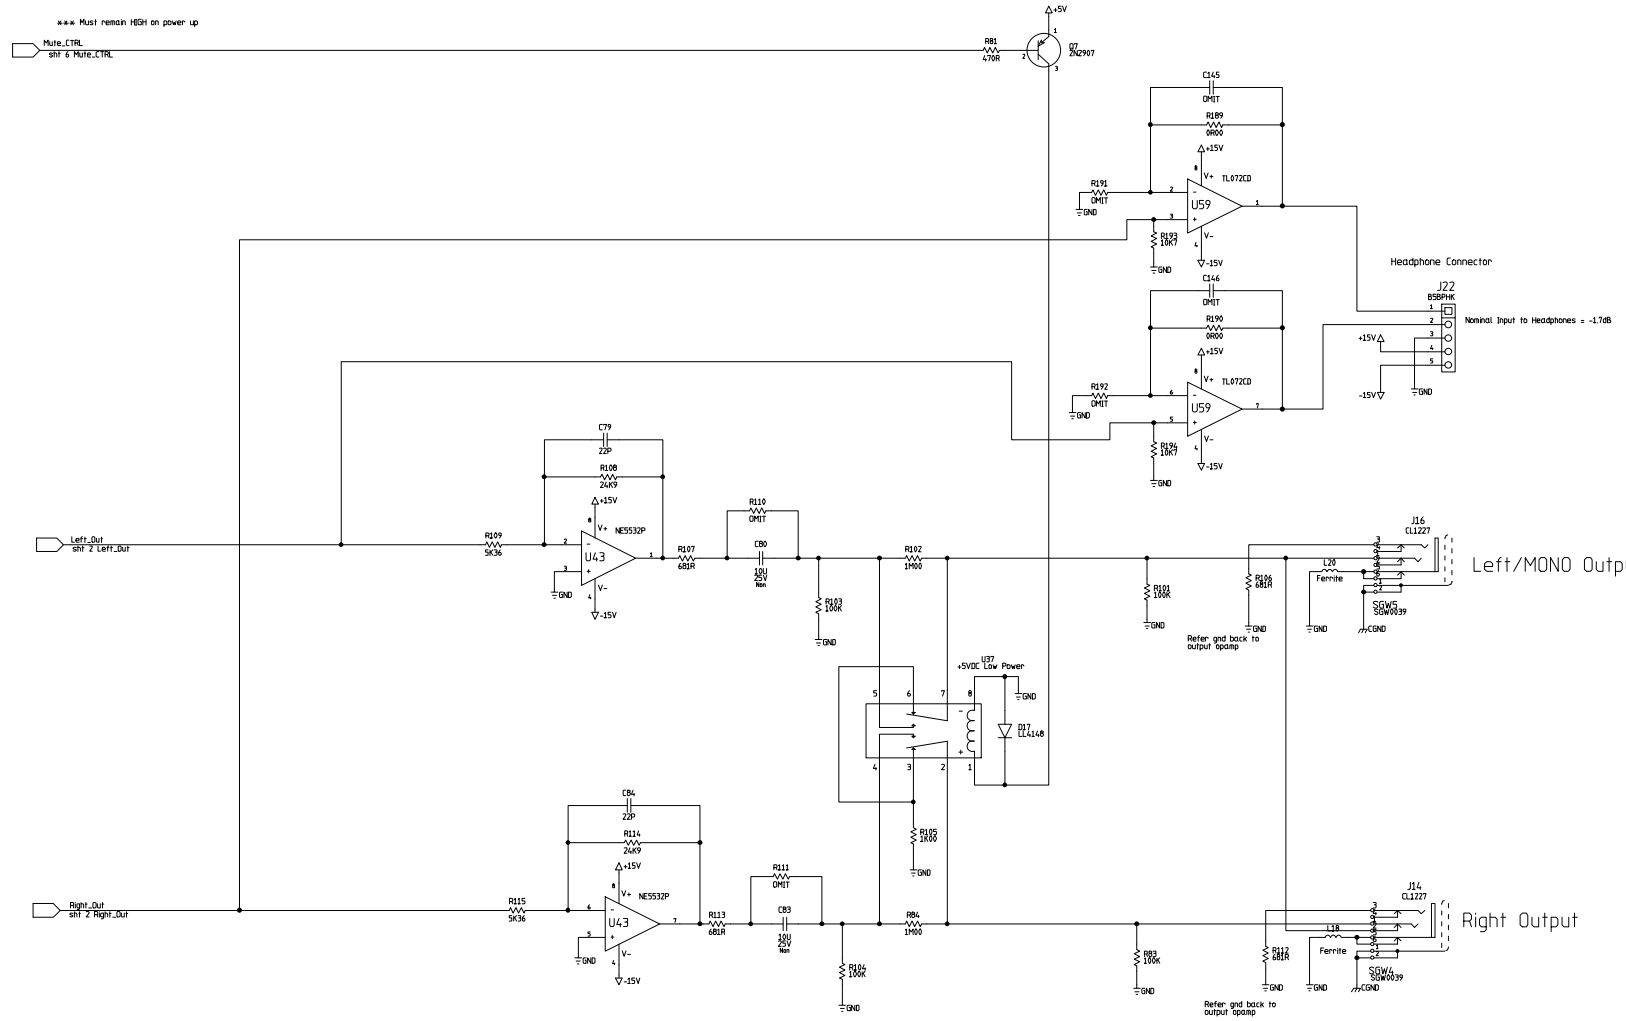 *** Must remain HIGH on power up
Mute_CTRL
sht 6 Mute_CTRL
R81
470R
+5V
1
2
3
Q7
2N2907
C145
OMIT
R189
0R00
+15V
8
V+
TL072CD
R191
OMIT
GND
2
-
U59
1
3
+
R193
10K7
V-
4
-15V
GND
C146
OMIT
R190
0R00
+15V
8
V+
TL072CD
R192
OMIT
GND
6
-
U59
7
5
+
R194
10K7
V-
4
-15V
GND
Headphone Connector
J22
B5BPHK
1
2
3
4
5
Nominal Input to Headphones = -1.7dB
+15V
-15V
GND
C79
22P
R108
24K9
+15V
8
V+
NE5532P
Left_Out
sht 2 Left_Out
R109
5K36
2
-
U43
1
3
+
GND
V-
4
-15V
R107
681R
R110
OMIT
C80
10U
25V
Non
R103
100K
GND
R102
1M00
R101
100K
GND
R106
681R
GND
Refer gnd back to
output opamp
L20
Ferrite
GND
J16
CL1227
3
1
2
SGW5
SGW0039
CGND
Left/MONO Outp
U37
+5VDC Low Power
5
6
7
8
-
+
4
3
2
1
GND
D17
LL4148
R105
1K00
GND
C84
22P
R114
24K9
+15V
8
V+
NE5532P
Right_Out
sht 2 Right_Out
R115
5K36
6
-
U43
7
5
+
GND
V-
4
-15V
R113
681R
R111
OMIT
C83
10U
25V
Non
R104
100K
GND
R84
1M00
R83
100K
GND
R112
681R
GND
Refer gnd back to
output opamp
L18
Ferrite
GND
J14
CL1227
3
1
2
SGW4
SGW0039
CGND
Right Output